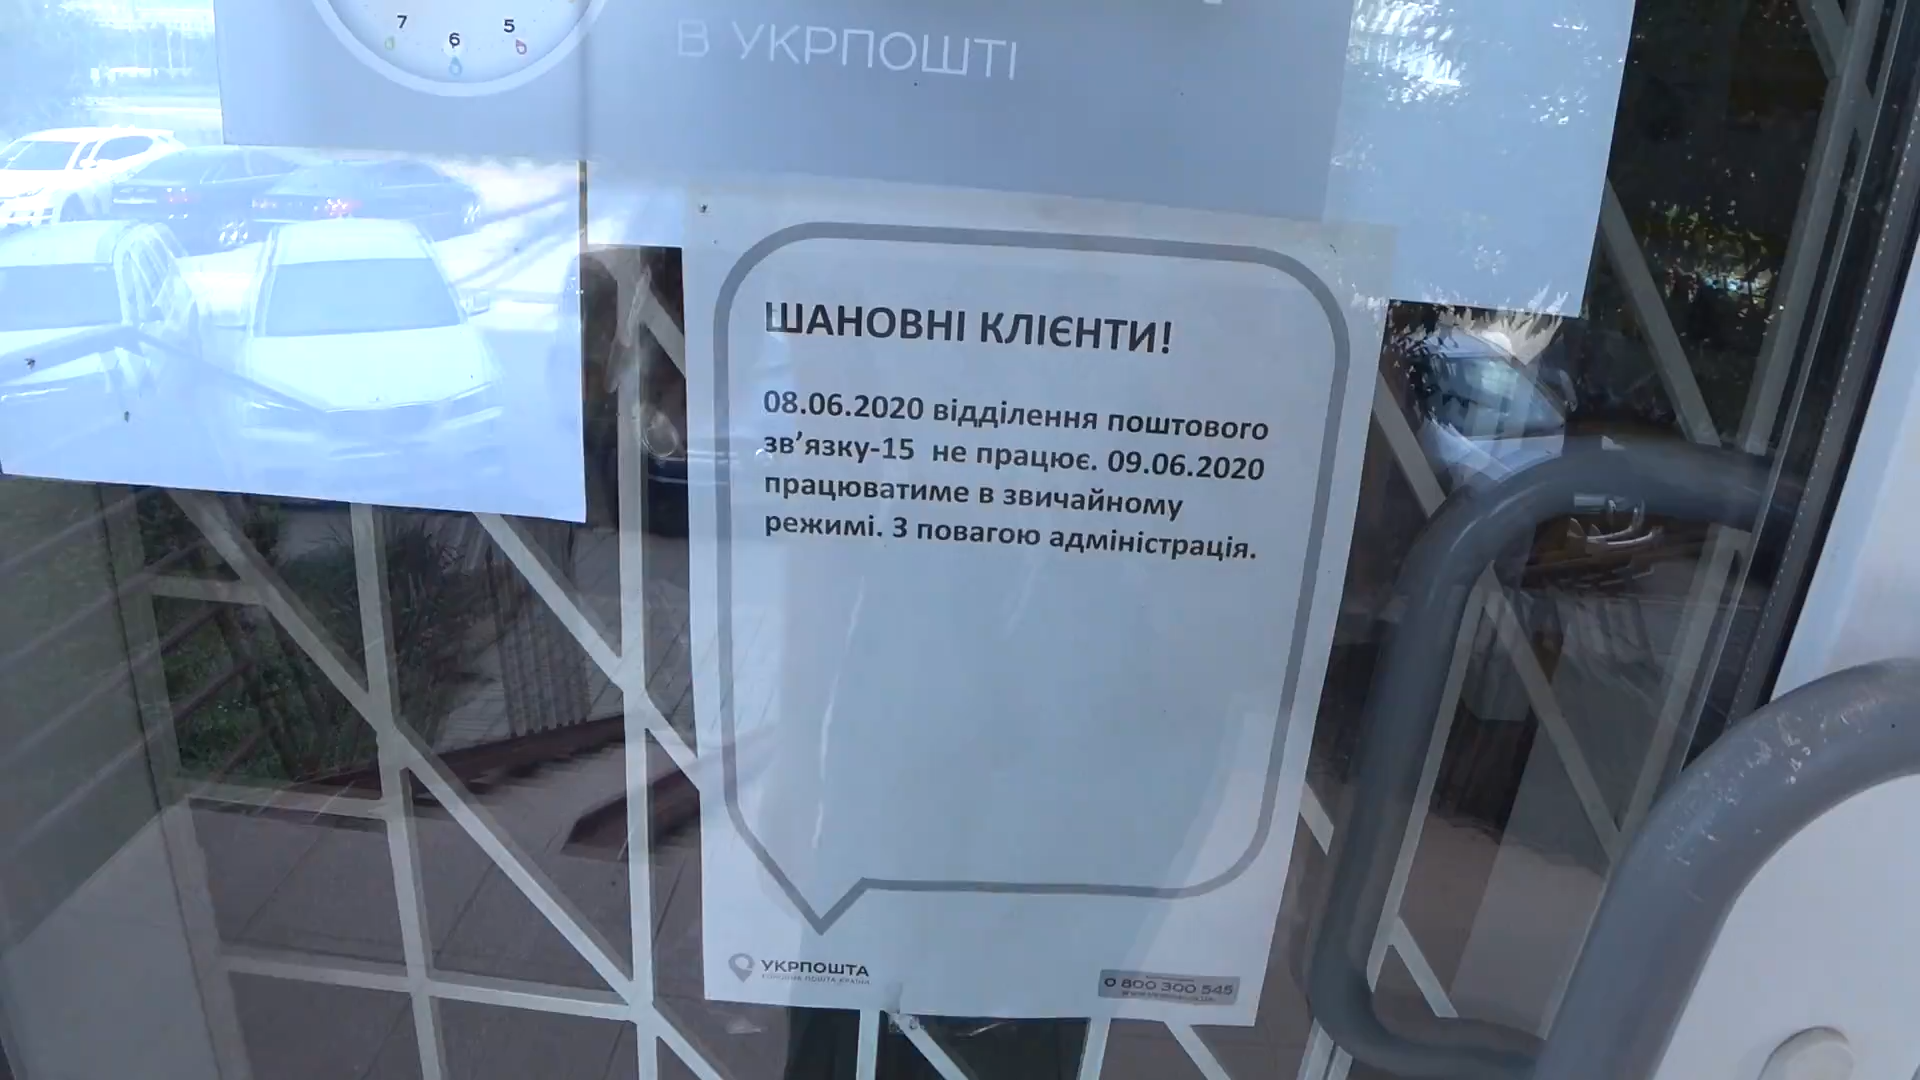 7 6 5
В УКРПОШТІ
ШАНОВНІ КЛІЄНТИ!
08.06.2020 відділення поштового
зв’язку-15 не працює. 09.06.2020
працюватиме в звичайному
режимі. З повагою адміністрація.
УКРПОШТА
0 800 300 545